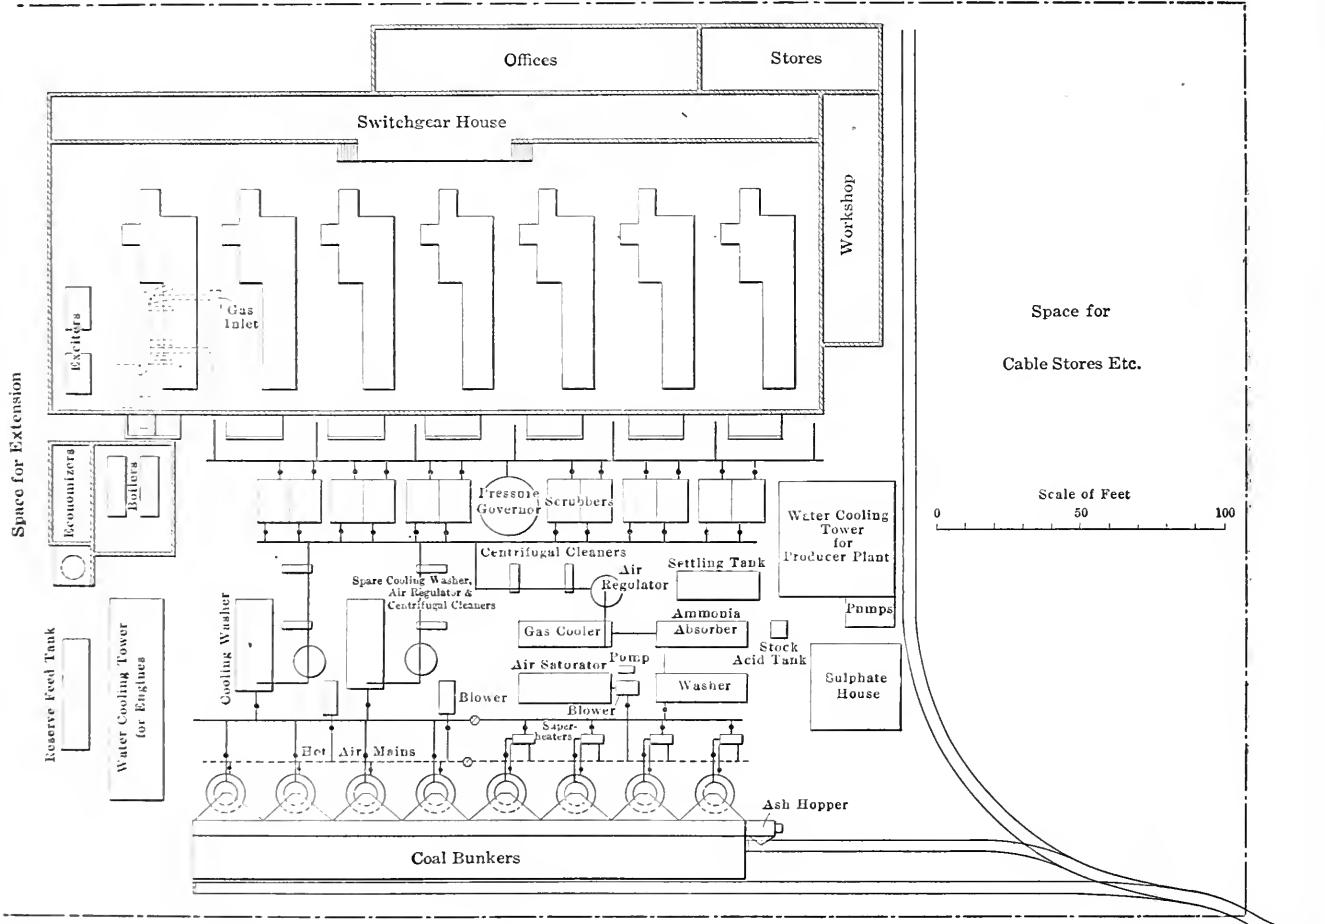 Offices
Stores
Switchgear House
Workshop
Gas
Inlet
Exciters
Space for
Cable Stores Etc.
Space for Extension
Economizers
Boilers
Pressure
Governor
Scrubbers
Water Cooling
Tower
for
Producer Plant
Scale of Feet
0 50 100
Centrifugal Cleaners
Air
Regulator
Settling Tank
Spare Cooling Washer,
Air Regulator &
Centrifugal Cleaners
Pumps
Cooling Washer
Gas Cooler
Ammonia
Absorber
Stock
Acid Tank
Reserve Feed Tank
Water Cooling Tower
for Engines
Air Saturator
Pump
Washer
Sulphate
House
Blower
Blower
Super-
heaters
Hot Air Mains
Ash Hopper
Coal Bunkers